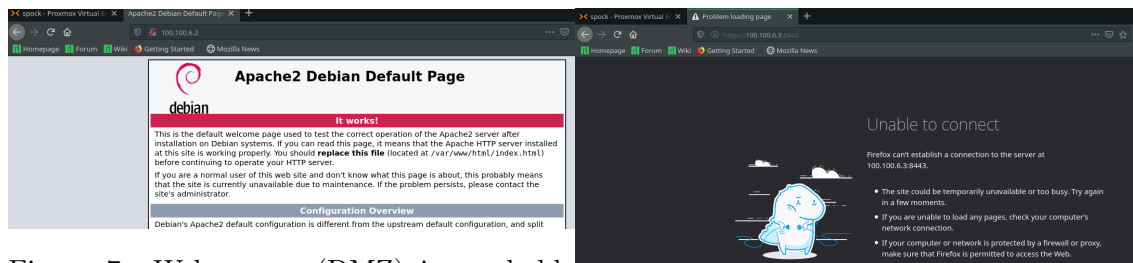 spock - Proxmox Virtual E
Apache2 Debian Default Page
100.100.6.2
Homepage Forum Wiki Getting Started Mozilla News
debian
Apache2 Debian Default Page
It works!
This is the default welcome page used to test the correct operation of the Apache2 server after
installation on Debian systems. If you can read this page, it means that the Apache HTTP server installed
at this site is working properly. You should replace this file (located at /var/www/html/index.html)
before continuing to operate your HTTP server.
If you are a normal user of this web site and don't know what this page is about, this probably means
that the site is currently unavailable due to maintenance. If the problem persists, please contact the
site's administrator.
Configuration Overview
Debian's Apache2 default configuration is different from the upstream default configuration, and split
spock - Proxmox Virtual E
Problem loading page
https://100.100.6.3:8443
Homepage Forum Wiki Getting Started Mozilla News
Unable to connect
Firefox can't establish a connection to the server at
100.100.6.3:8443.
• The site could be temporarily unavailable or too busy. Try again
in a few moments.
• If you are unable to load any pages, check your computer's
network connection.
• If your computer or network is protected by a firewall or proxy,
make sure that Firefox is permitted to access the Web.